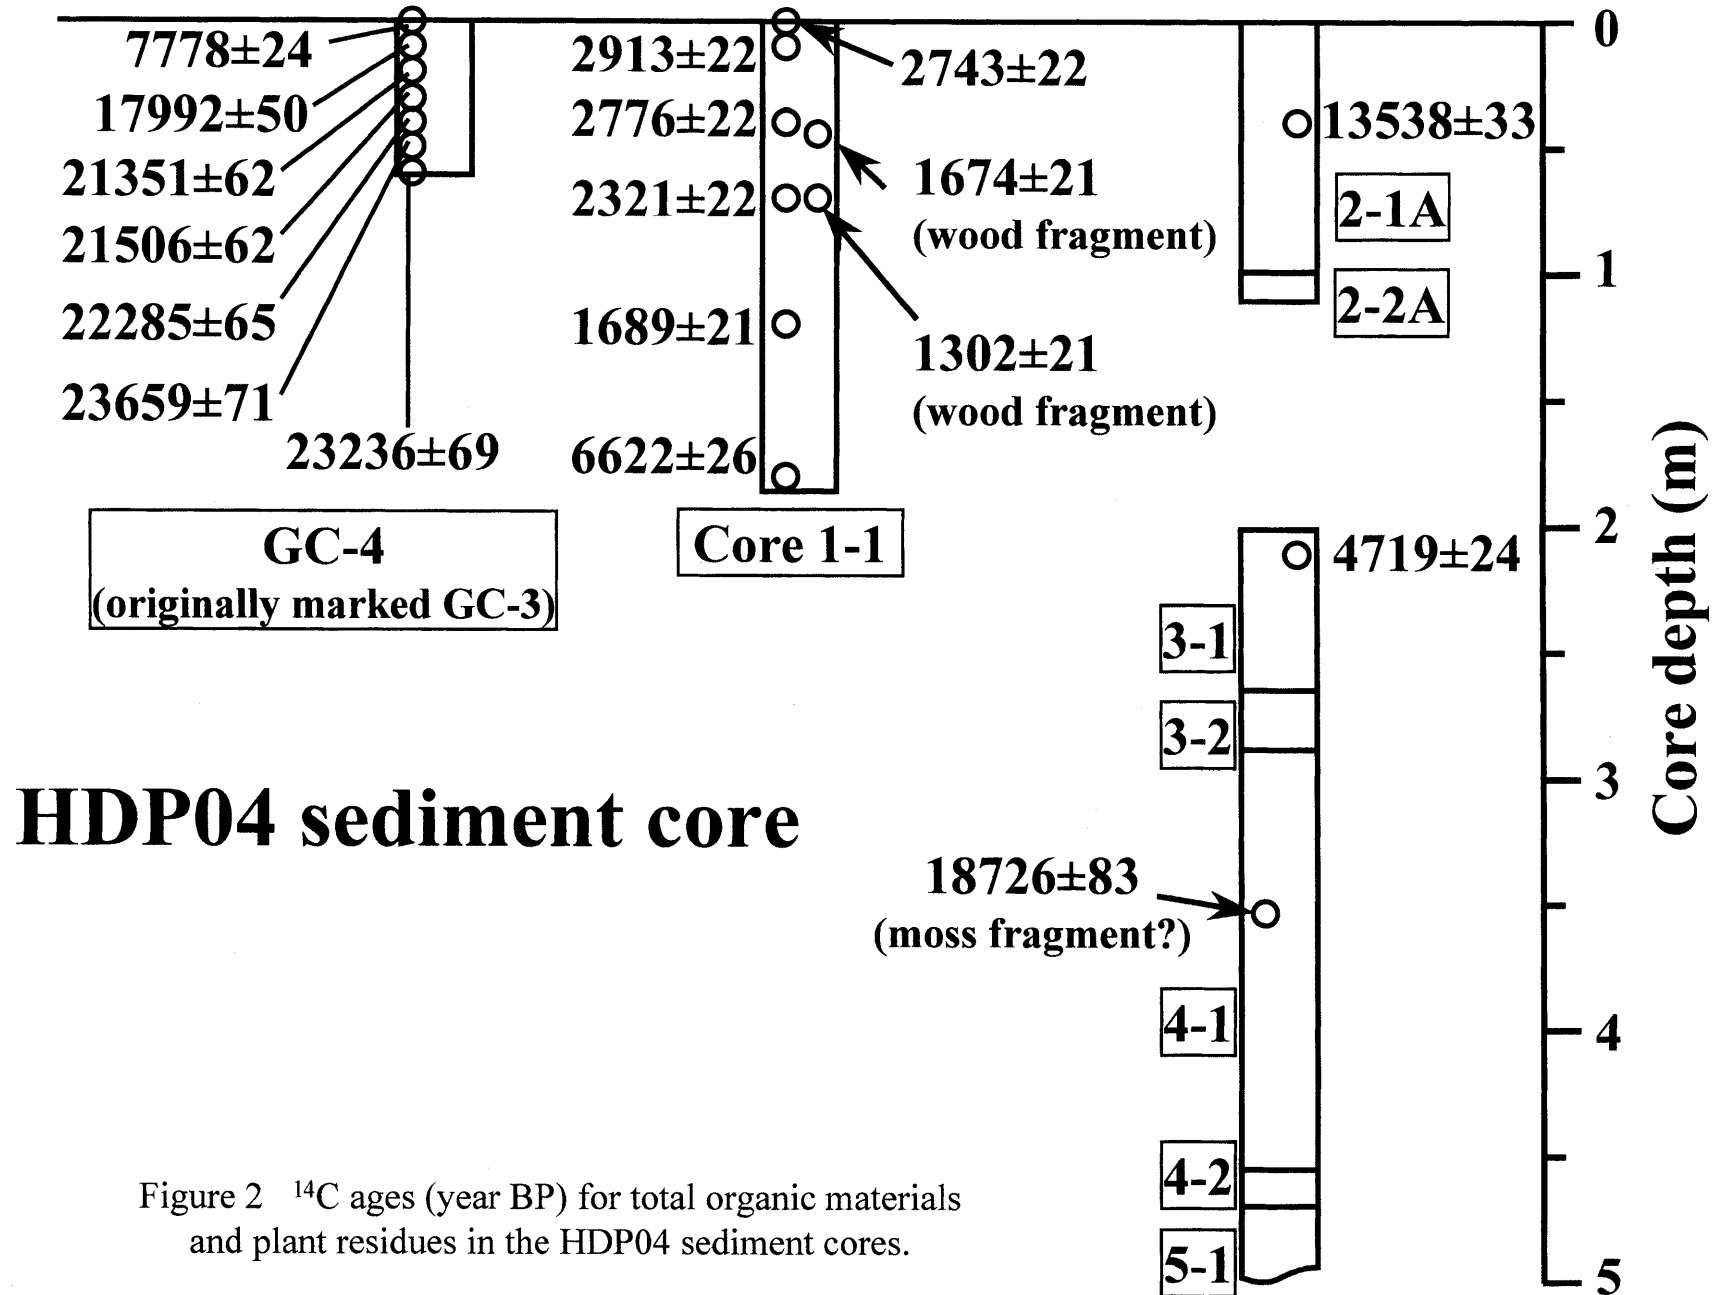 7778±24
17992±50
21351±62
21506±62
22285±65
23659±71
23236±69
GC-4
(originally marked GC-3)
2913±22
2776±22
2321±22
1689±21
6622±26
2743±22
1674±21
(wood fragment)
1302±21
(wood fragment)
Core 1-1
13538±33
2-1A
2-2A
4719±24
3-1
3-2
18726±83
(moss fragment?)
4-1
4-2
5-1
0
1
2
3
4
5
Core depth (m)
HDP04 sediment core
Figure 2 ¹⁴C ages (year BP) for total organic materials
and plant residues in the HDP04 sediment cores.